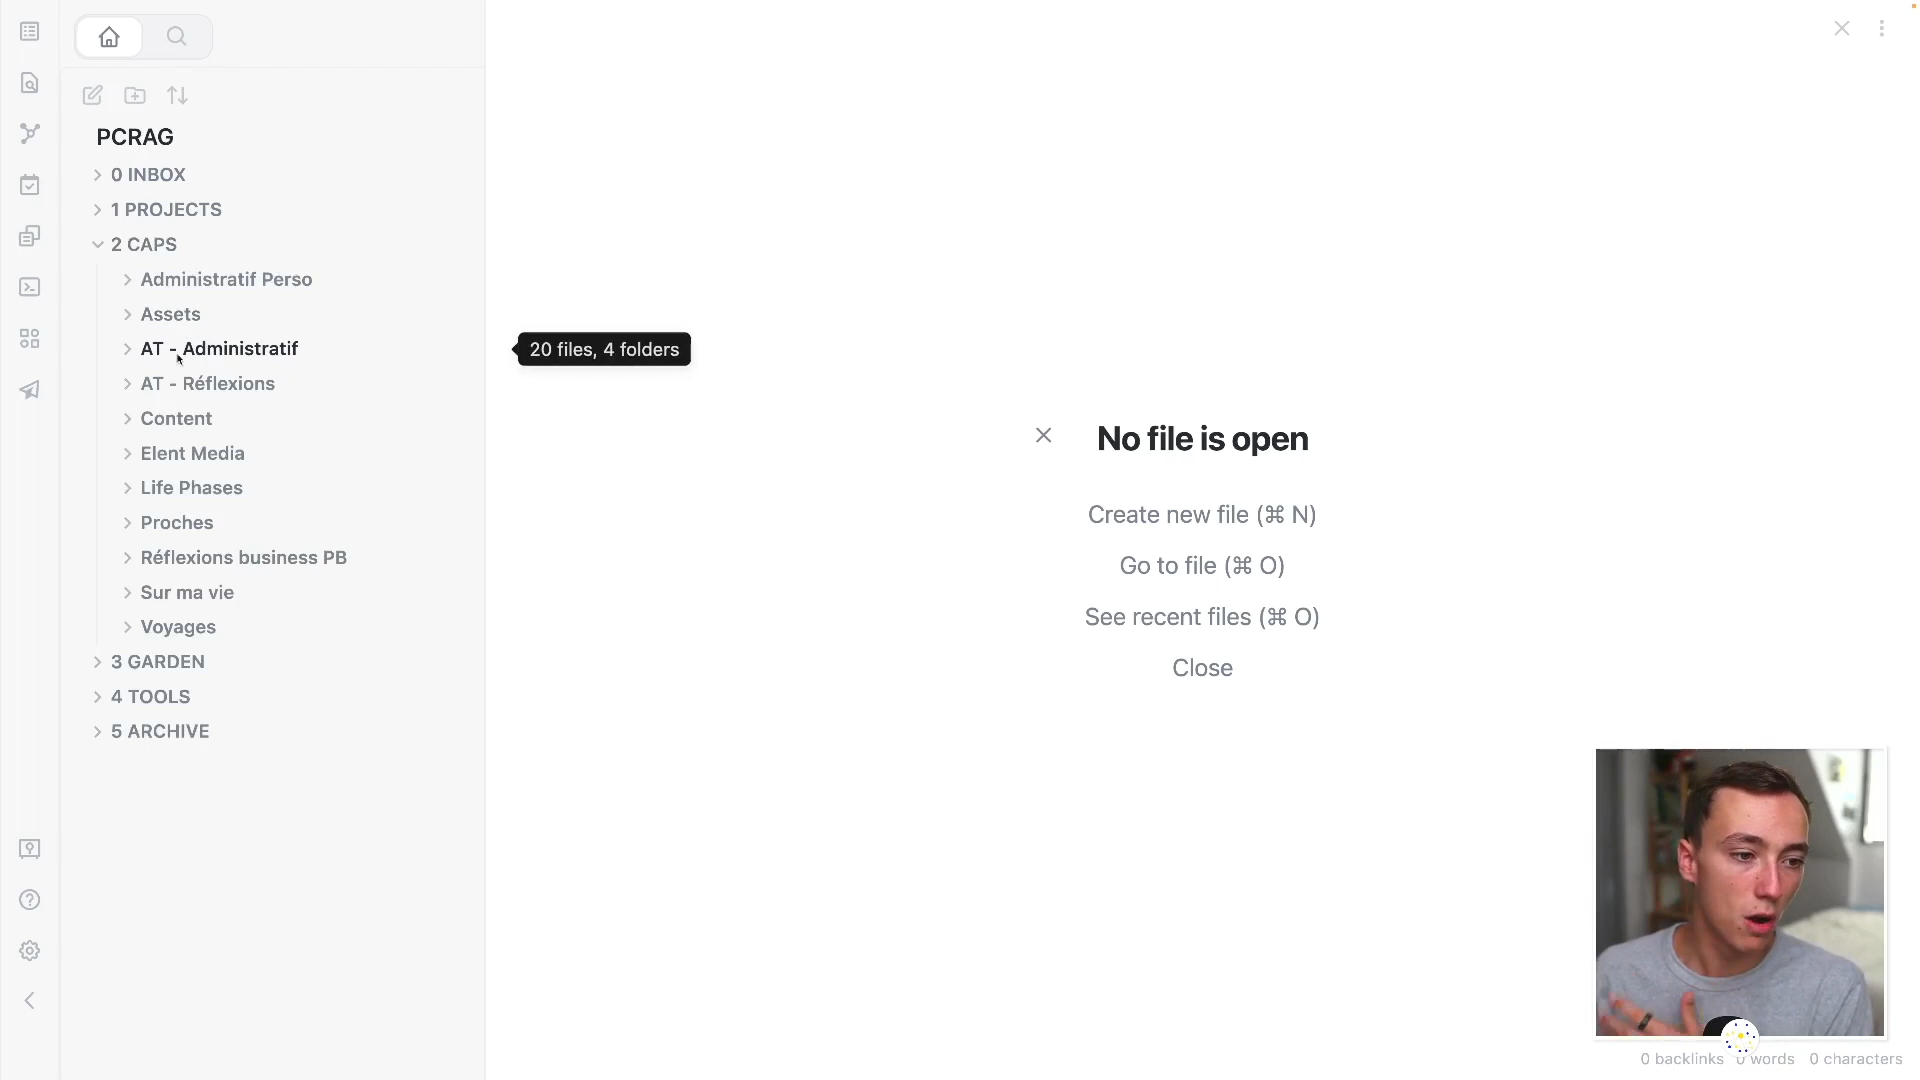 PCRAG
0 INBOX
1 PROJECTS
2 CAPS
Administratif Perso
Assets
AT - Administratif
20 files, 4 folders
AT - Réflexions
Content
Elent Media
Life Phases
Proches
Réflexions business PB
Sur ma vie
Voyages
3 GARDEN
4 TOOLS
5 ARCHIVE
No file is open
Create new file (⌘ N)
Go to file (⌘ O)
See recent files (⌘ O)
Close
0 backlinks 0 words 0 characters